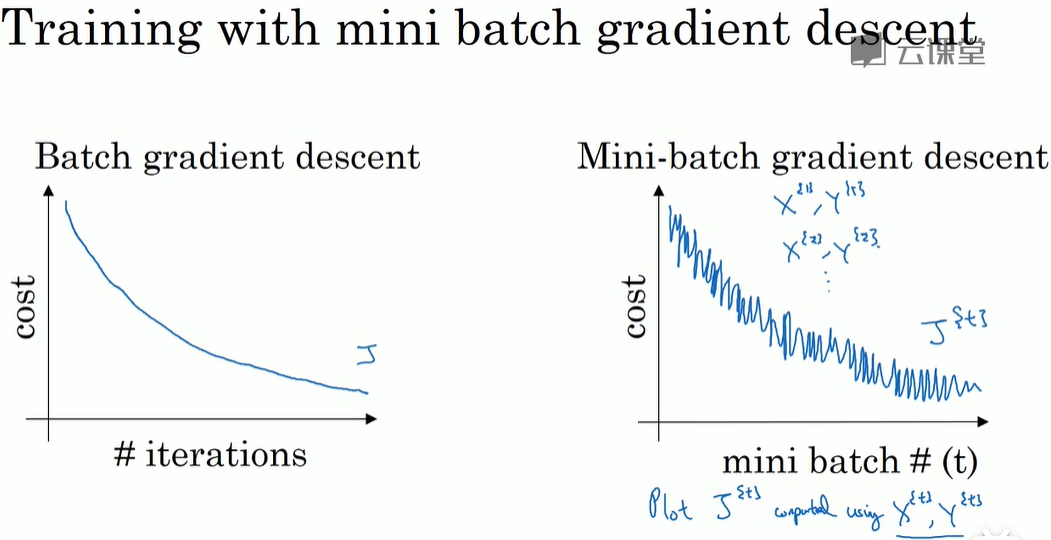 Training with mini batch gradient descent
云课堂
Batch gradient descent
cost
J
# iterations
Mini-batch gradient descent
X^{1}, Y^{1}
X^{2}, Y^{2}
⋮
cost
J^{t}
mini batch # (t)
Plot J^{t} computed using X^{t}, Y^{t}